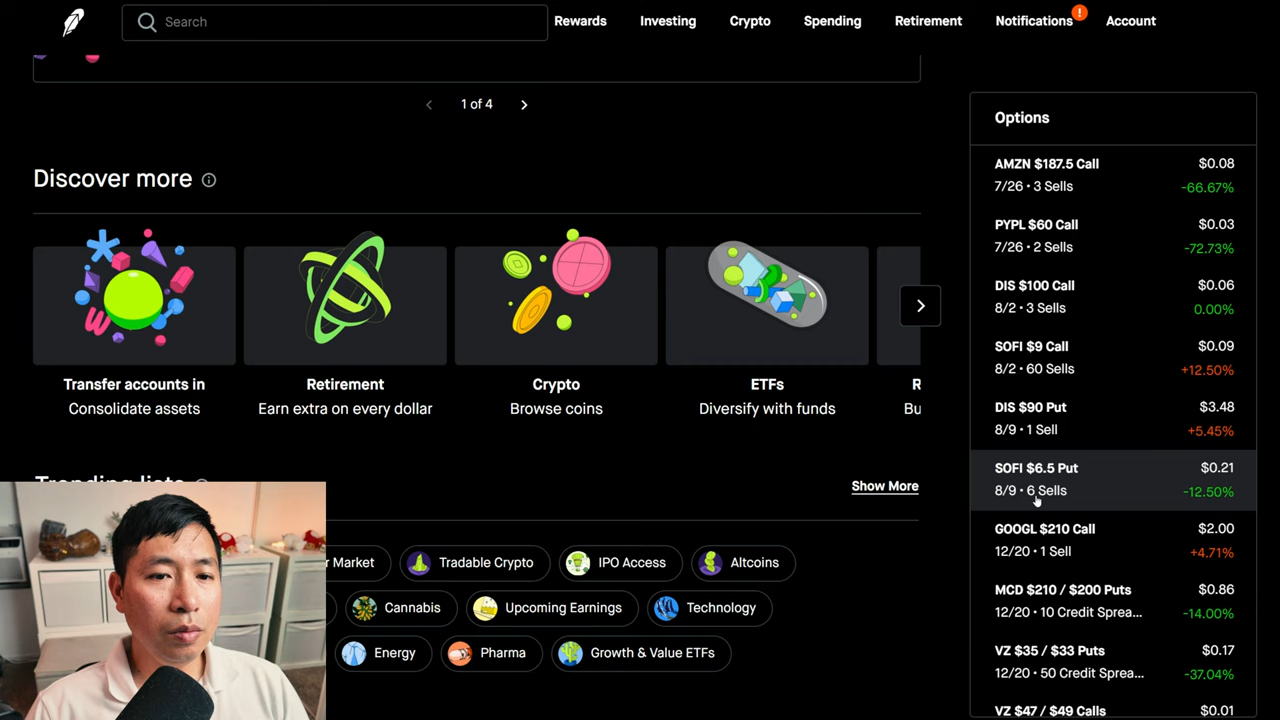 Search
Rewards
Investing
Crypto
Spending
Retirement
Notifications
!
Account
1 of 4
Discover more
Transfer accounts in
Consolidate assets
Retirement
Earn extra on every dollar
Crypto
Browse coins
ETFs
Diversify with funds
R
Bu
Trending lists
Show More
r Market
Tradable Crypto
IPO Access
Altcoins
Cannabis
Upcoming Earnings
Technology
Energy
Pharma
Growth & Value ETFs
Options
AMZN $187.5 Call $0.08
7/26 • 3 Sells -66.67%
PYPL $60 Call $0.03
7/26 • 2 Sells -72.73%
DIS $100 Call $0.06
8/2 • 3 Sells 0.00%
SOFI $9 Call $0.09
8/2 • 60 Sells +12.50%
DIS $90 Put $3.48
8/9 • 1 Sell +5.45%
SOFI $6.5 Put $0.21
8/9 • 6 Sells -12.50%
GOOGL $210 Call $2.00
12/20 • 1 Sell +4.71%
MCD $210 / $200 Puts $0.86
12/20 • 10 Credit Sprea... -14.00%
VZ $35 / $33 Puts $0.17
12/20 • 50 Credit Sprea... -37.04%
VZ $47 / $49 Calls $0.01